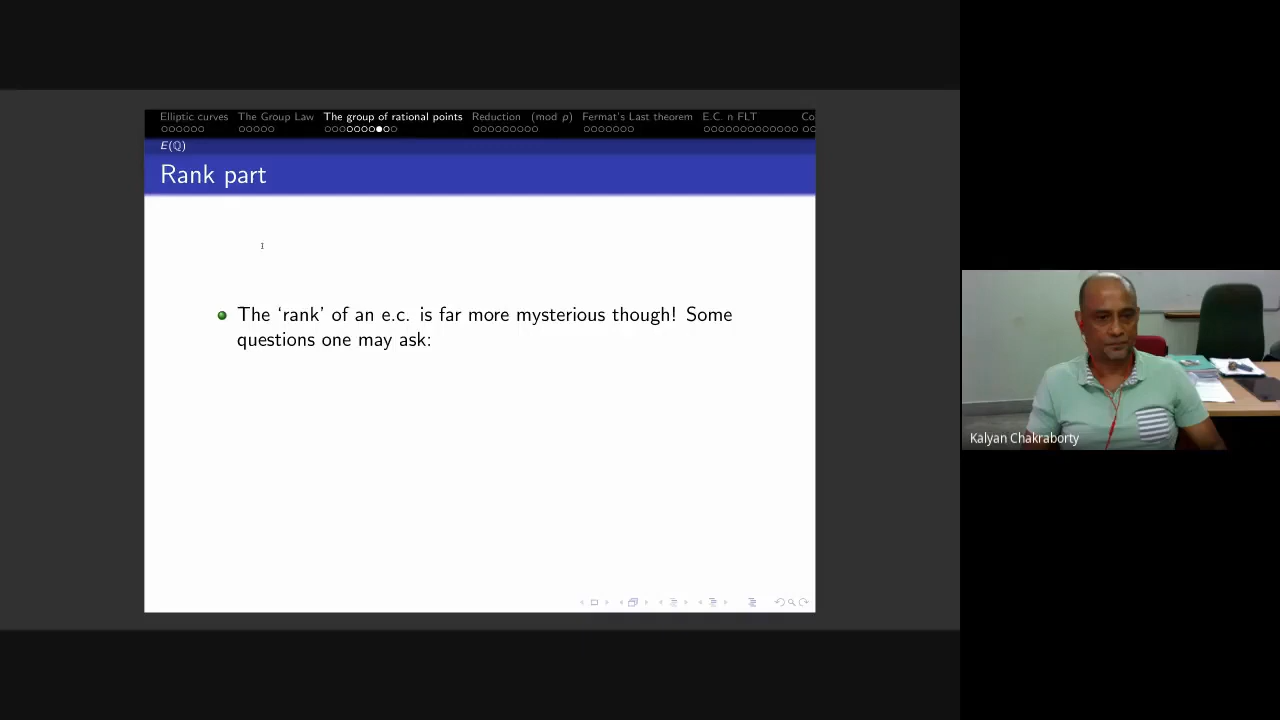 Elliptic curves The Group Law The group of rational points Reduction (mod p) Fermat's Last theorem E.C. n FLT Co
E(ℚ)
Rank part
The ‘rank’ of an e.c. is far more mysterious though! Some
questions one may ask:
Kalyan Chakraborty